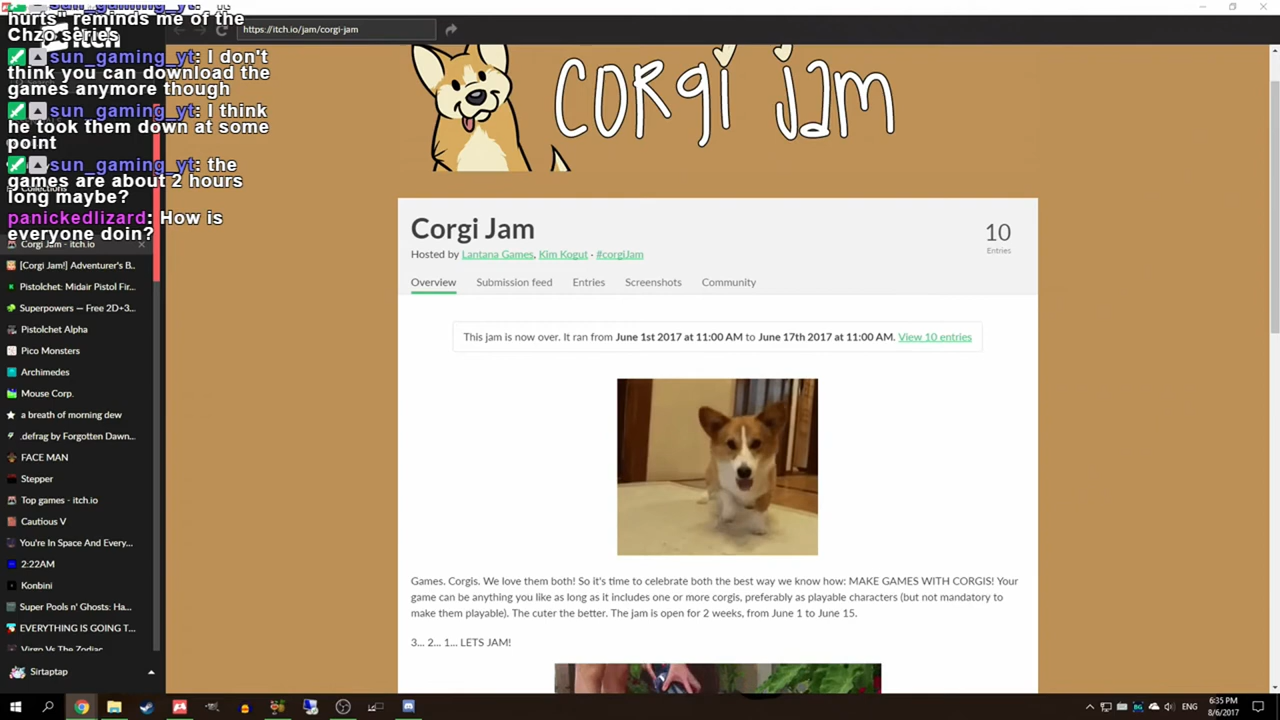 hurts" reminds me of the
Chzo series
sun_gaming_yt: I don't
think you can download the
games anymore though
sun_gaming_yt: I think
he took them down at some
point
sun_gaming_yt: the
games are about 2 hours
long maybe?
panickedlizard: How is
everyone doin?
itch
Collections
Corgi Jam - itch.io
[Corgi Jam!] Adventurer's B..
Pistolchet: Midair Pistol Fir...
Superpowers — Free 2D+3...
Pistolchet Alpha
Pico Monsters
Archimedes
Mouse Corp.
a breath of morning dew
.defrag by Forgotten Dawn...
FACE MAN
Stepper
Top games - itch.io
Cautious V
You're In Space And Every...
2:22AM
Konbini
Super Pools n' Ghosts: Ha...
EVERYTHING IS GOING T...
Virgo Vs The Zodiac
Sirtaptap
https://itch.io/jam/corgi-jam
CORGI JAM
Corgi Jam
10
Entries
Hosted by Lantana Games, Kim Kogut · #corgiJam
Overview Submission feed Entries Screenshots Community
This jam is now over. It ran from June 1st 2017 at 11:00 AM to June 17th 2017 at 11:00 AM. View 10 entries
Games. Corgis. We love them both! So it's time to celebrate both the best way we know how: MAKE GAMES WITH CORGIS! Your
game can be anything you like as long as it includes one or more corgis, preferably as playable characters (but not mandatory to
make them playable). The cuter the better. The jam is open for 2 weeks, from June 1 to June 15.
3... 2... 1... LETS JAM!
ENG
6:35 PM
8/6/2017